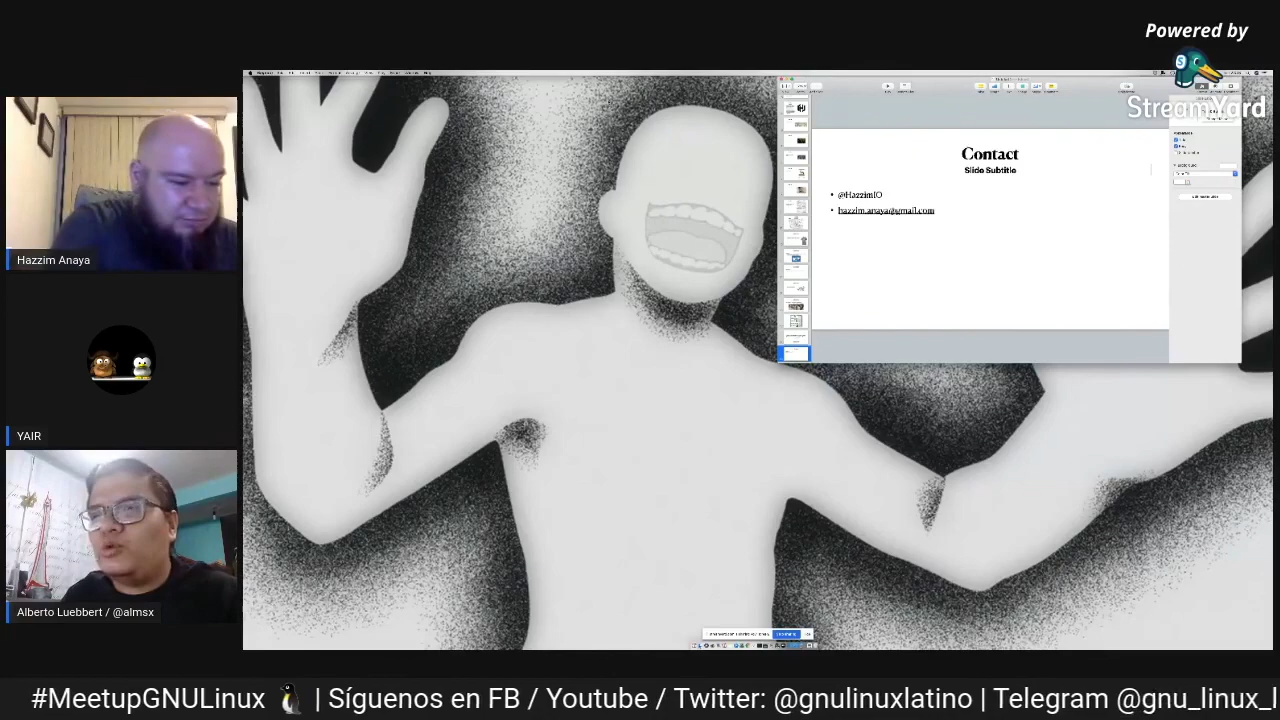 Powered by
StreamYard
Hazzim Anaya
YAIR
Alberto Luebbert / @almsx
Contact
Slide Subtitle
• @HazzimIO
• hazzim.anaya@gmail.com
#MeetupGNULinux 🐧 | Síguenos en FB / Youtube / Twitter: @gnulinuxlatino | Telegram @gnu_linux_l